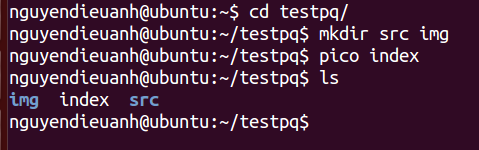 nguyendieuanh@ubuntu:~$ cd testpq/
nguyendieuanh@ubuntu:~/testpq$ mkdir src img
nguyendieuanh@ubuntu:~/testpq$ pico index
nguyendieuanh@ubuntu:~/testpq$ ls
img  index  src
nguyendieuanh@ubuntu:~/testpq$